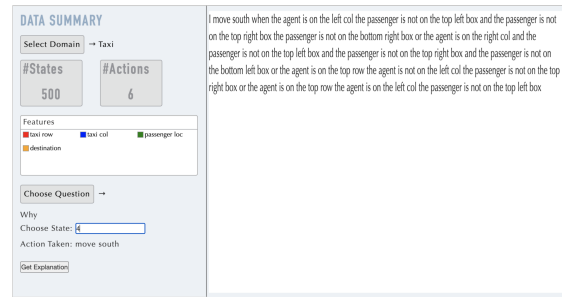 DATA SUMMARY
Select Domain → Taxi
#States #Actions
500 6
Features
taxi row taxi col passenger loc
destination
Choose Question →
Why
Choose State: 4
Action Taken: move south
Get Explanation
I move south when the agent is on the left col the passenger is not on the top left box and the passenger is not
on the top right box the passenger is not on the bottom right box or the agent is on the right col and the
passenger is not on the top left box and the passenger is not on the top right box and the passenger is not on
the bottom left box or the agent is on the top row the agent is not on the left col the passenger is not on the top
right box or the agent is on the top row the agent is on the left col the passenger is not on the top left box